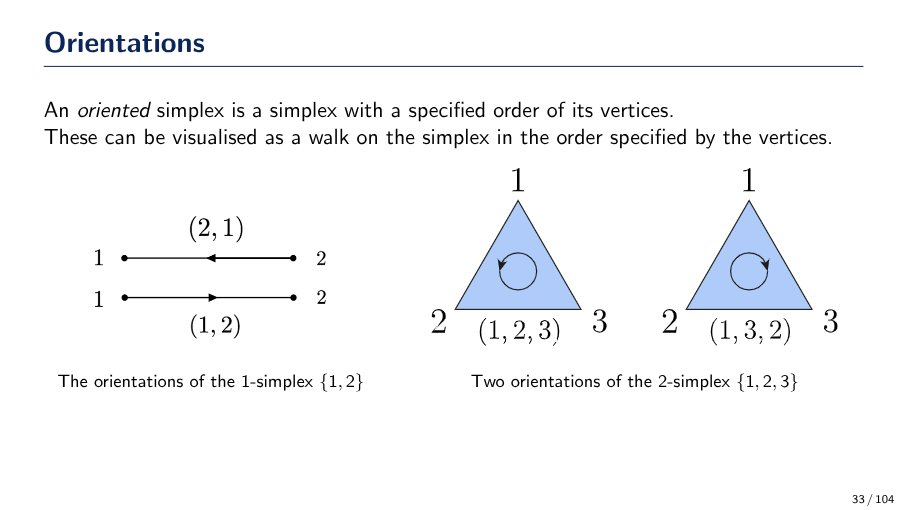 Orientations
An oriented simplex is a simplex with a specified order of its vertices.
These can be visualised as a walk on the simplex in the order specified by the vertices.
(2, 1)
1 2
1 2
(1, 2)
The orientations of the 1-simplex {1, 2}
1
2 (1, 2, 3) 3
1
2 (1, 3, 2) 3
Two orientations of the 2-simplex {1, 2, 3}
33 / 104